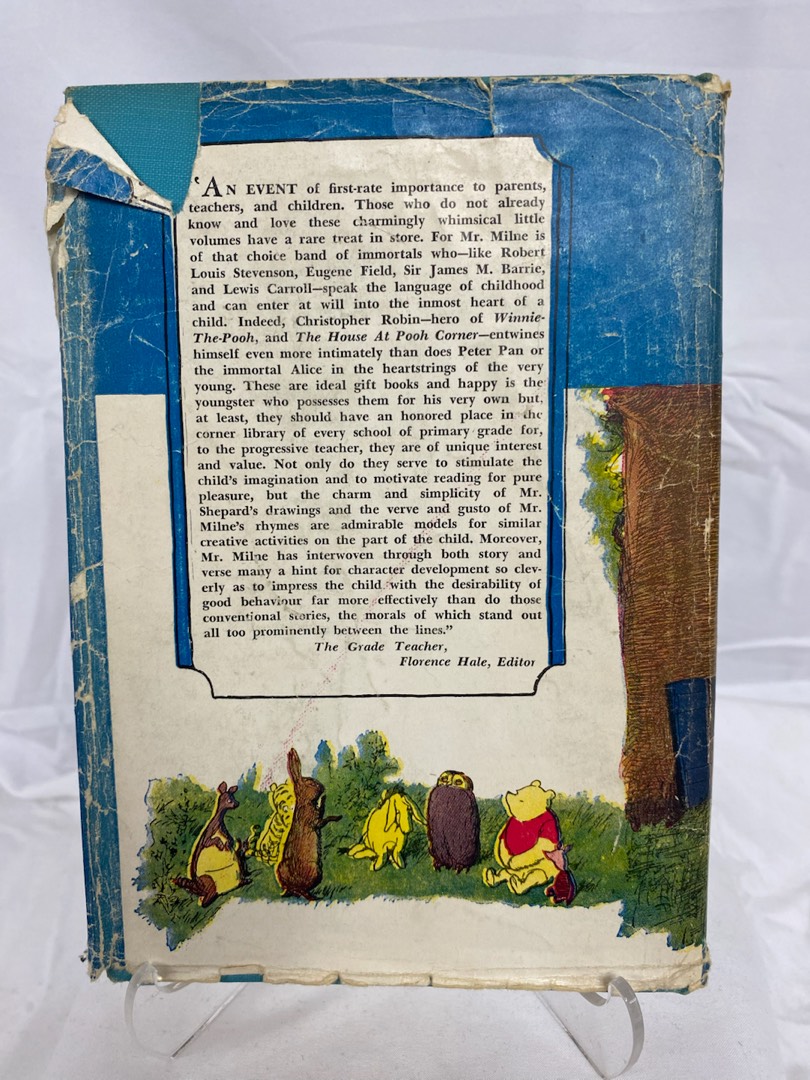 ‘AN EVENT of first-rate importance to parents,
teachers, and children. Those who do not already
know and love these charmingly whimsical little
volumes have a rare treat in store. For Mr. Milne is
of that choice band of immortals who—like Robert
Louis Stevenson, Eugene Field, Sir James M. Barrie,
and Lewis Carroll—speak the language of childhood
and can enter at will into the inmost heart of a
child. Indeed, Christopher Robin—hero of Winnie-
The-Pooh, and The House At Pooh Corner—entwines
himself even more intimately than does Peter Pan or
the immortal Alice in the heartstrings of the very
young. These are ideal gift books and happy is the
youngster who possesses them for his very own but,
at least, they should have an honored place in the
corner library of every school of primary grade for,
to the progressive teacher, they are of unique interest
and value. Not only do they serve to stimulate the
child's imagination and to motivate reading for pure
pleasure, but the charm and simplicity of Mr.
Shepard's drawings and the verve and gusto of Mr.
Milne's rhymes are admirable models for similar
creative activities on the part of the child. Moreover,
Mr. Milne has interwoven through both story and
verse many a hint for character development so clev-
erly as to impress the child with the desirability of
good behaviour far more effectively than do those
conventional stories, the morals of which stand out
all too prominently between the lines.”
The Grade Teacher,
Florence Hale, Editor